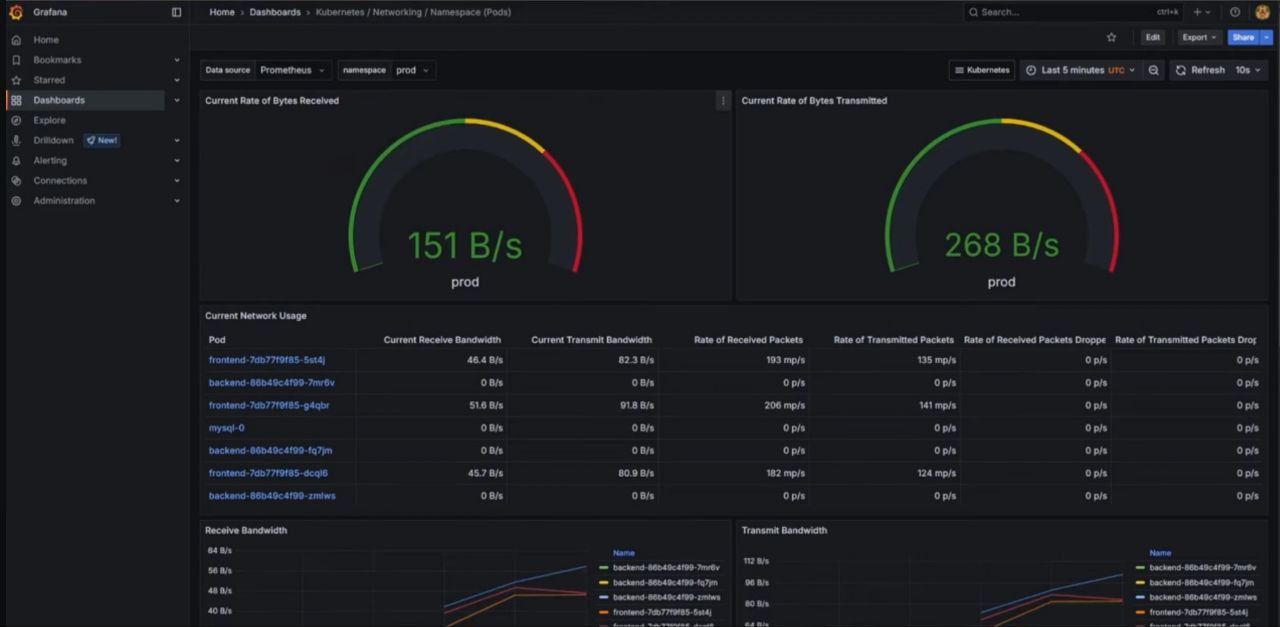 Grafana
Home › Dashboards › Kubernetes / Networking / Namespace (Pods)
Search...
ctrl+k
Home
Bookmarks
Starred
Dashboards
Explore
Drilldown New!
Alerting
Connections
Administration
Edit
Export
Share
Data source Prometheus
namespace prod
Kubernetes
Last 5 minutes UTC
Refresh 10s
Current Rate of Bytes Received
151 B/s
prod
Current Rate of Bytes Transmitted
268 B/s
prod
Current Network Usage
Pod Current Receive Bandwidth Current Transmit Bandwidth Rate of Received Packets Rate of Transmitted Packets Rate of Received Packets Droppe Rate of Transmitted Packets Drop
frontend-7db77f9f85-5st4j 46.4 B/s 82.3 B/s 193 mp/s 135 mp/s 0 p/s 0 p/s
backend-86b49c4f99-7mr6v 0 B/s 0 B/s 0 p/s 0 p/s 0 p/s 0 p/s
frontend-7db77f9f85-g4qbr 51.6 B/s 91.8 B/s 206 mp/s 141 mp/s 0 p/s 0 p/s
mysql-0 0 B/s 0 B/s 0 p/s 0 p/s 0 p/s 0 p/s
backend-86b49c4f99-fq7jm 0 B/s 0 B/s 0 p/s 0 p/s 0 p/s 0 p/s
frontend-7db77f9f85-dcql6 45.7 B/s 80.9 B/s 182 mp/s 124 mp/s 0 p/s 0 p/s
backend-86b49c4f99-zmlws 0 B/s 0 B/s 0 p/s 0 p/s 0 p/s 0 p/s
Receive Bandwidth
64 B/s
56 B/s
48 B/s
40 B/s
Name
backend-86b49c4f99-7mr6v
backend-86b49c4f99-fq7jm
backend-86b49c4f99-zmlws
frontend-7db77f9f85-5st4j
Transmit Bandwidth
112 B/s
96 B/s
80 B/s
64 B/s
Name
backend-86b49c4f99-7mr6v
backend-86b49c4f99-fq7jm
backend-86b49c4f99-zmlws
frontend-7db77f9f85-5st4j